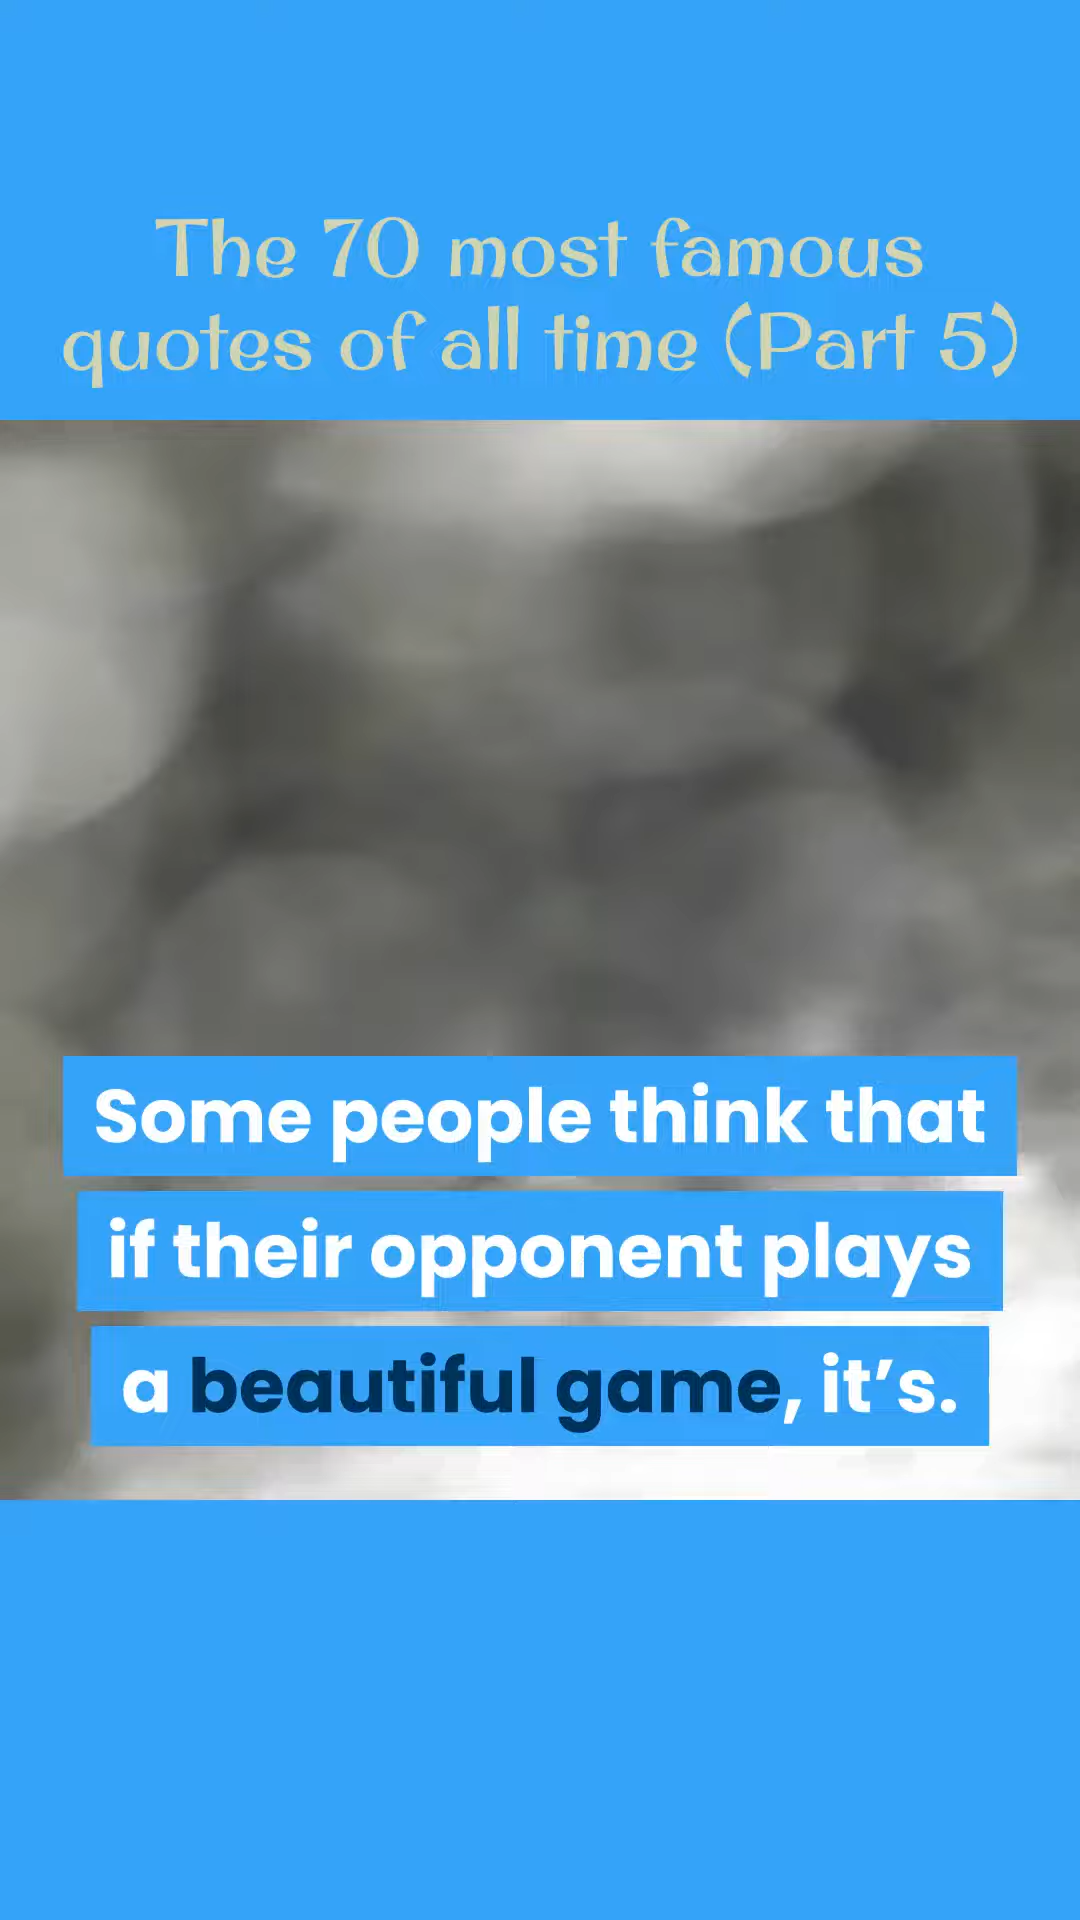 The 70 most famous
quotes of all time (Part 5)
Some people think that
if their opponent plays
a beautiful game, it’s.